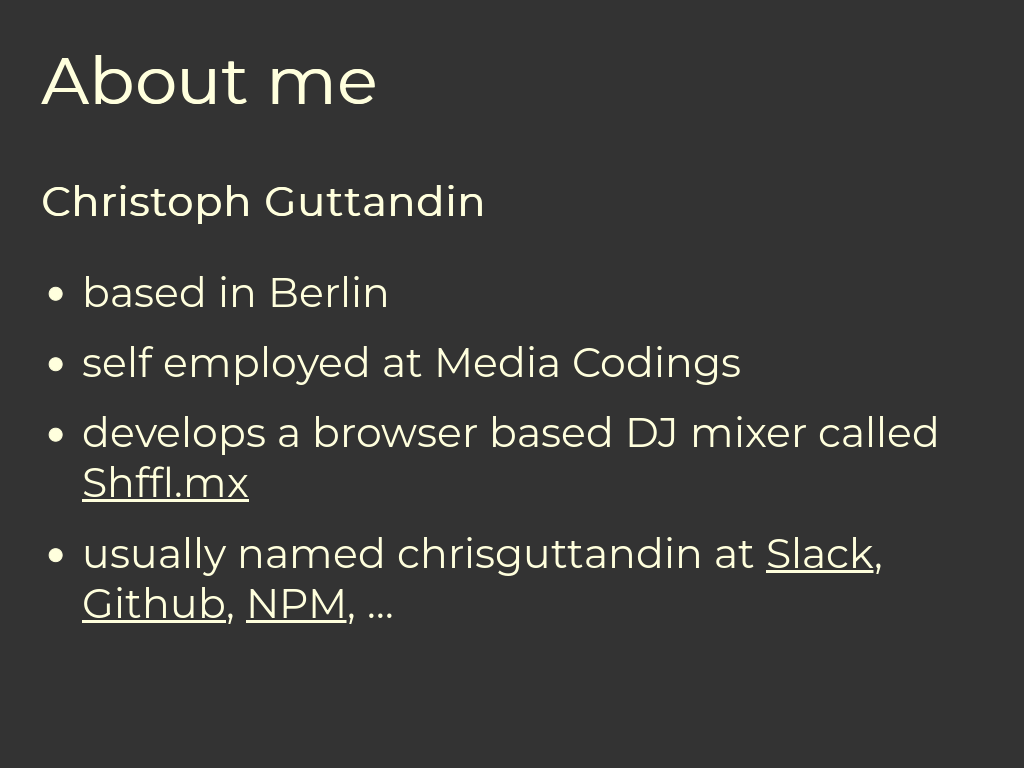 About me
Christoph Guttandin
• based in Berlin
• self employed at Media Codings
• develops a browser based DJ mixer called
Shffl.mx
• usually named chrisguttandin at Slack,
Github, NPM, ...